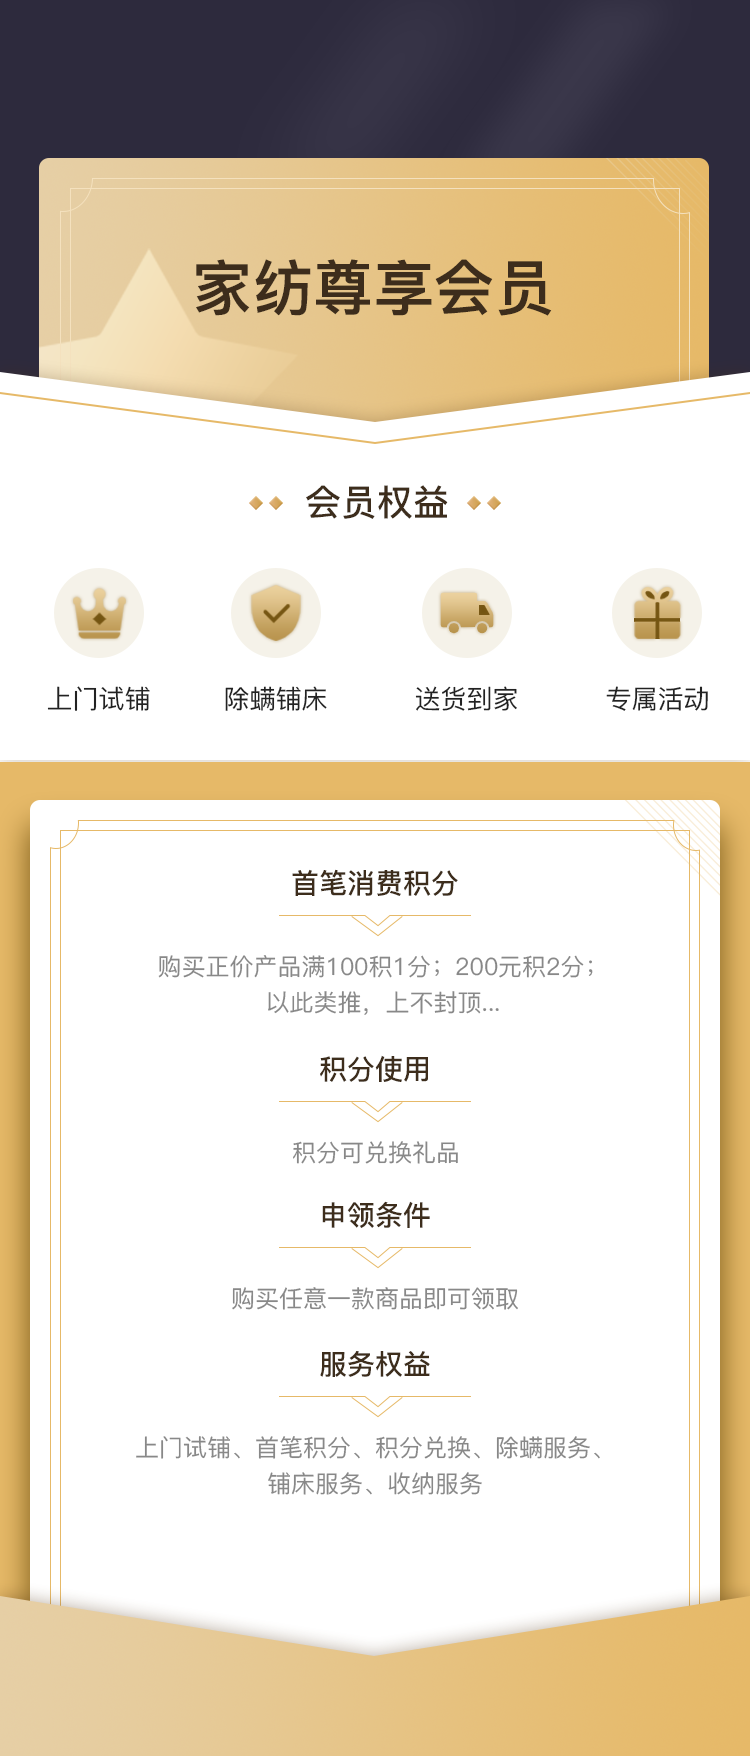 家纺尊享会员
会员权益
上门试铺 除螨铺床 送货到家 专属活动
首笔消费积分
购买正价产品满100积1分；200元积2分；
以此类推，上不封顶...
积分使用
积分可兑换礼品
申领条件
购买任意一款商品即可领取
服务权益
上门试铺、首笔积分、积分兑换、除螨服务、
铺床服务、收纳服务